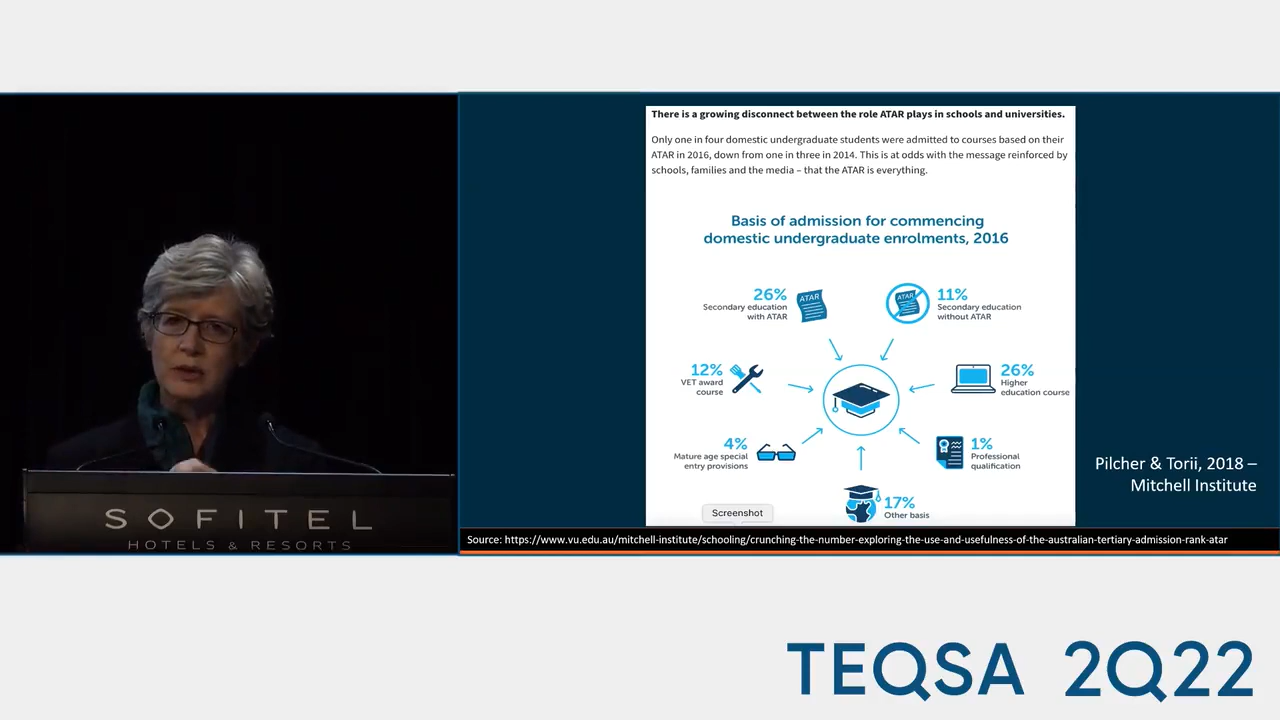 There is a growing disconnect between the role ATAR plays in schools and universities.
Only one in four domestic undergraduate students were admitted to courses based on their
ATAR in 2016, down from one in three in 2014. This is at odds with the message reinforced by
schools, families and the media – that the ATAR is everything.
Basis of admission for commencing
domestic undergraduate enrolments, 2016
26%
Secondary education
with ATAR
ATAR
ATAR
11%
Secondary education
without ATAR
12%
VET award
course
26%
Higher
education course
4%
Mature age special
entry provisions
1%
Professional
qualification
17%
Other basis
Screenshot
Pilcher & Torii, 2018 –
Mitchell Institute
Source: https://www.vu.edu.au/mitchell-institute/schooling/crunching-the-number-exploring-the-use-and-usefulness-of-the-australian-tertiary-admission-rank-atar
SOFITEL
HOTELS & RESORTS
TEQSA 2022